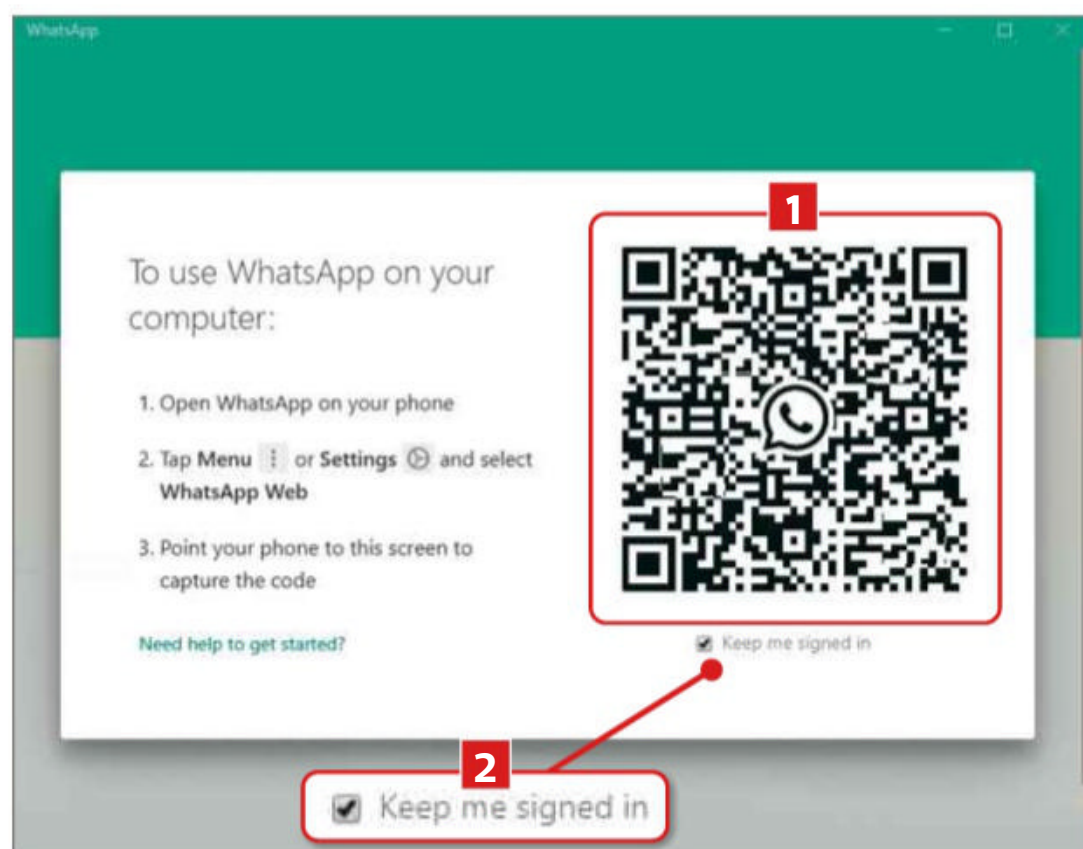 WhatsApp
1
To use WhatsApp on your
computer:
1. Open WhatsApp on your phone
2. Tap Menu or Settings and select
WhatsApp Web
3. Point your phone to this screen to
capture the code
Need help to get started?
Keep me signed in
2
Keep me signed in